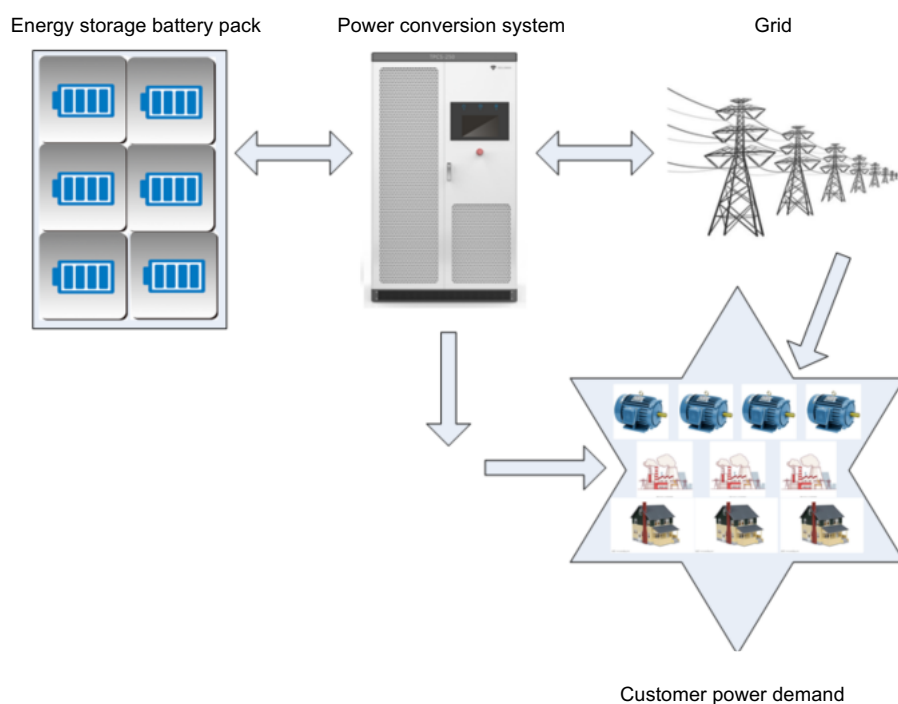 Energy storage battery pack
Power conversion system
Grid
Customer power demand